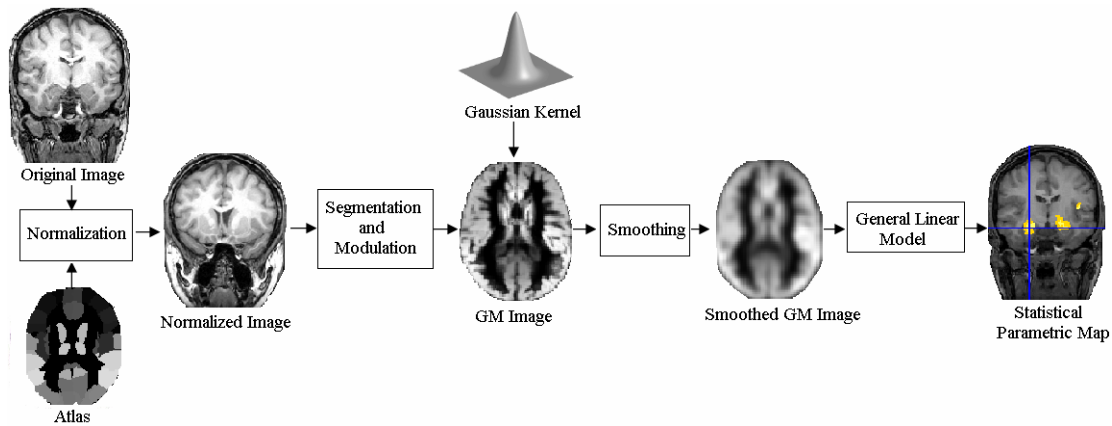 Gaussian Kernel
Original Image
Normalization
Atlas
Normalized Image
Segmentation
and
Modulation
GM Image
Smoothing
Smoothed GM Image
General Linear
Model
Statistical
Parametric Map